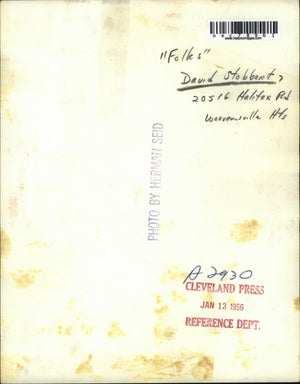 "Folks"
David Stobbart,
20516 Halifax Rd
Warrensville Hts
PHOTO BY HERMAN SEID
A2930
CLEVELAND PRESS
JAN 13 1956
REFERENCE DEPT.